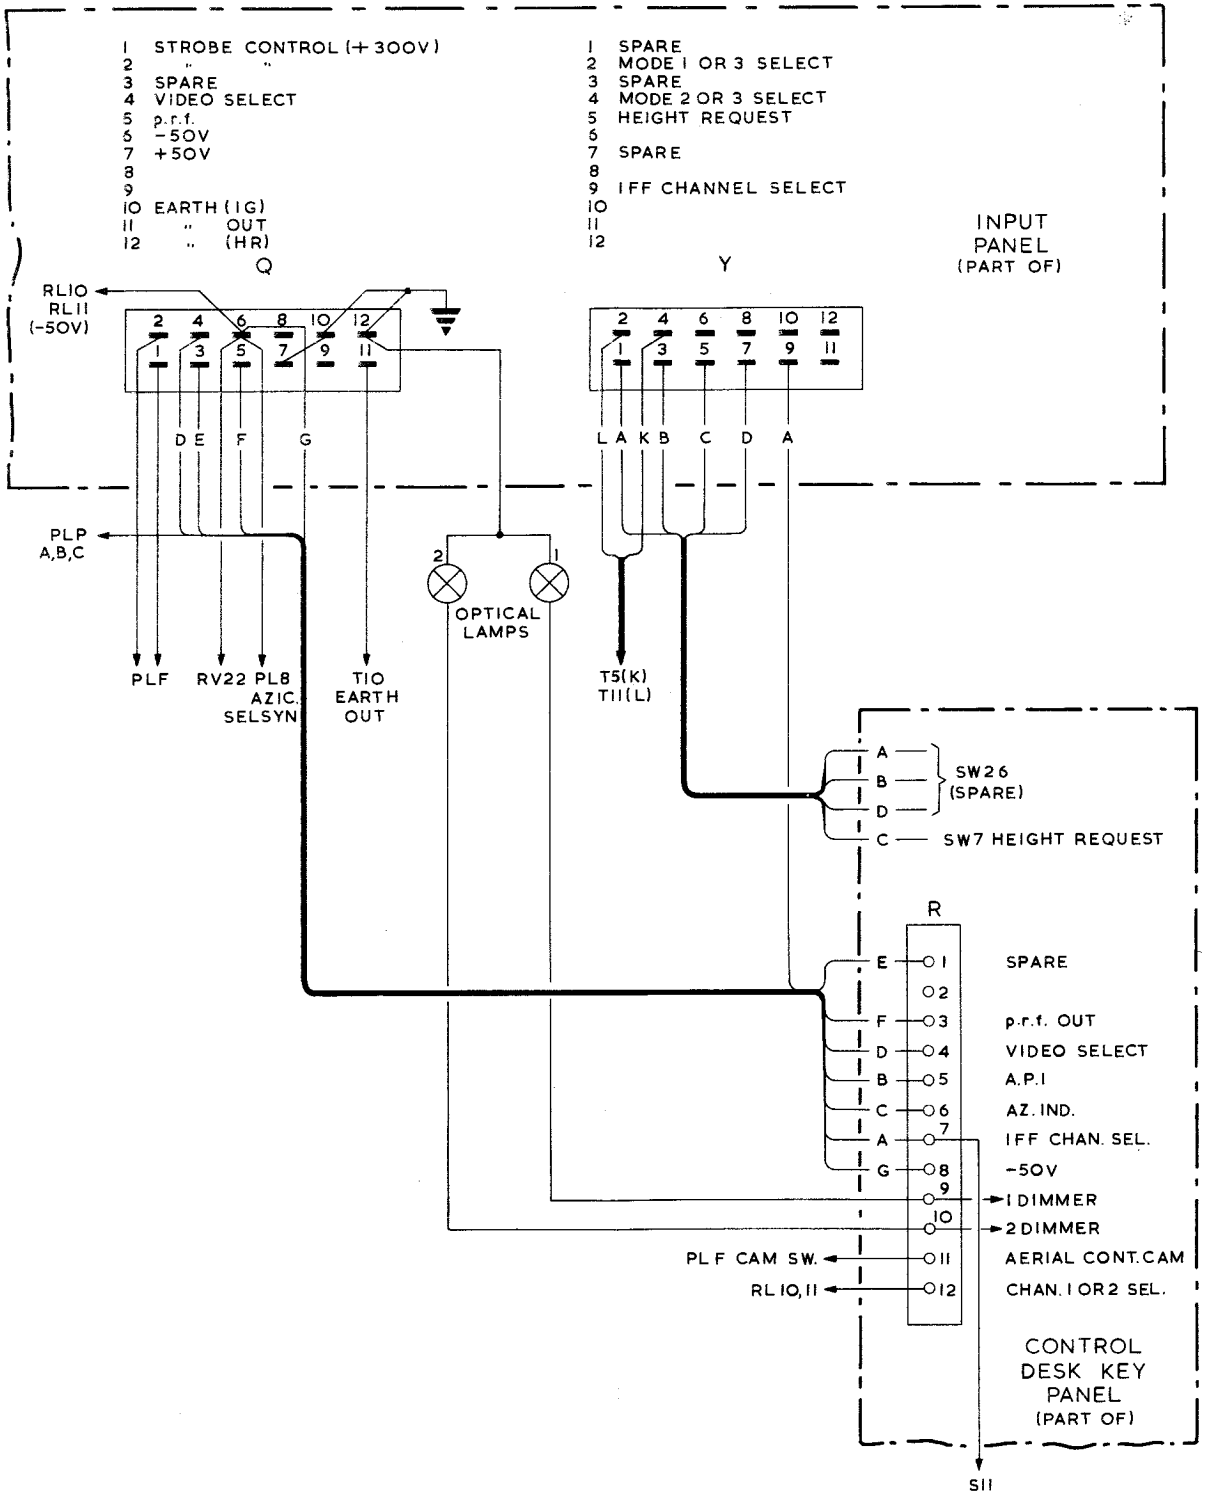 1 STROBE CONTROL (+300V)
2 " "
3 SPARE
4 VIDEO SELECT
5 p.r.f.
6 -50V
7 +50V
8
9
10 EARTH (IG)
11 " OUT
12 " (HR)
Q
1 SPARE
2 MODE 1 OR 3 SELECT
3 SPARE
4 MODE 2 OR 3 SELECT
5 HEIGHT REQUEST
6
7 SPARE
8
9 IFF CHANNEL SELECT
10
11
12
Y
INPUT
PANEL
(PART OF)
RL10
RL11
(-50V)
2 4 6 8 10 12
1 3 5 7 9 11
2 4 6 8 10 12
1 3 5 7 9 11
D E F G
L A K B C D A
PLP
A,B,C
2 1
OPTICAL
LAMPS
PLF
RV22
PL8
AZIC.
SELSYN
T10
EARTH
OUT
T5(K)
T11(L)
A
B
D
SW26
(SPARE)
C SW7 HEIGHT REQUEST
R
E 1 SPARE
2
F 3 p.r.f. OUT
D 4 VIDEO SELECT
B 5 A.P.I
C 6 AZ. IND.
A 7 IFF CHAN. SEL.
G 8 -50V
9 1 DIMMER
10 2 DIMMER
PLF CAM SW. 11 AERIAL CONT. CAM
RL10,11 12 CHAN. 1 OR 2 SEL.
CONTROL
DESK KEY
PANEL
(PART OF)
S11